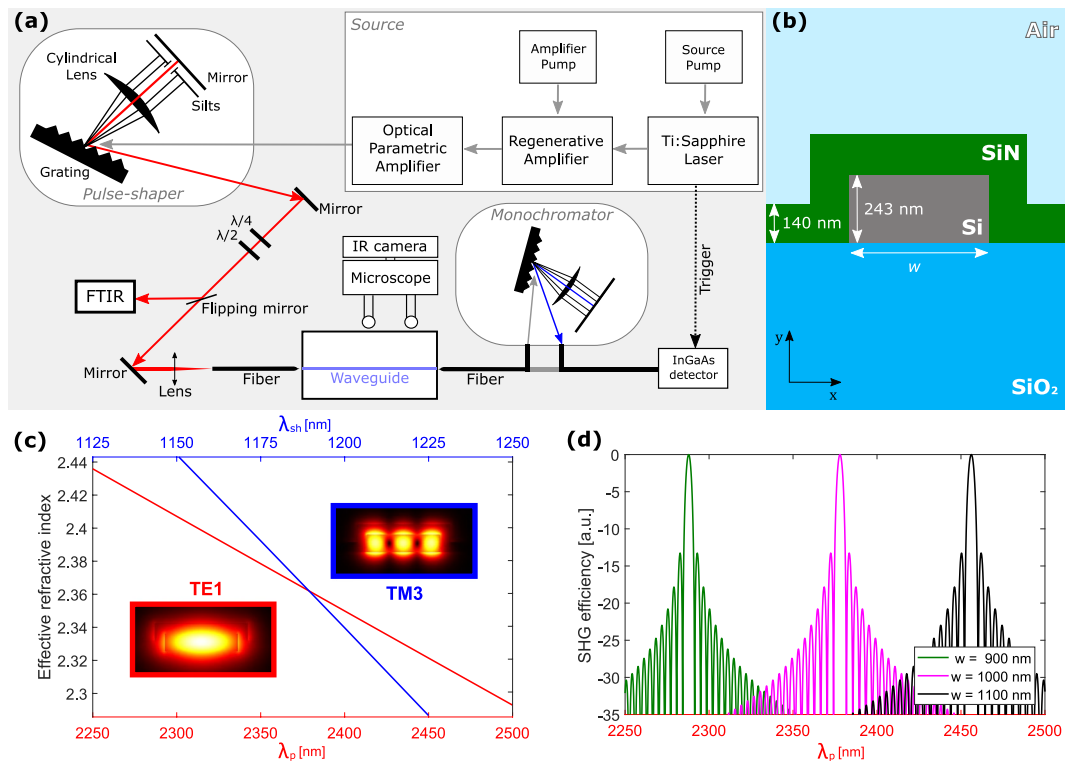 (a)
Source
Cylindrical
Lens
Mirror
Silts
Grating
Pulse-shaper
Amplifier
Pump
Source
Pump
Optical
Parametric
Amplifier
Regenerative
Amplifier
Ti:Sapphire
Laser
Mirror
λ/4
λ/2
FTIR
Flipping mirror
IR camera
Microscope
Monochromator
Trigger
Mirror
Lens
Fiber
Waveguide
Fiber
InGaAs
detector
(b)
Air
SiN
140 nm
243 nm
Si
w
y
x
SiO₂
(c)
λsh [nm]
1125 1150 1175 1200 1225 1250
Effective refractive index
2.44
2.42
2.4
2.38
2.36
2.34
2.32
2.3
TE1
TM3
2250 2300 2350 2400 2450 2500
λp [nm]
(d)
SHG efficiency [a.u.]
0
-5
-10
-15
-20
-25
-30
-35
w = 900 nm
w = 1000 nm
w = 1100 nm
2250 2300 2350 2400 2450 2500
λp [nm]